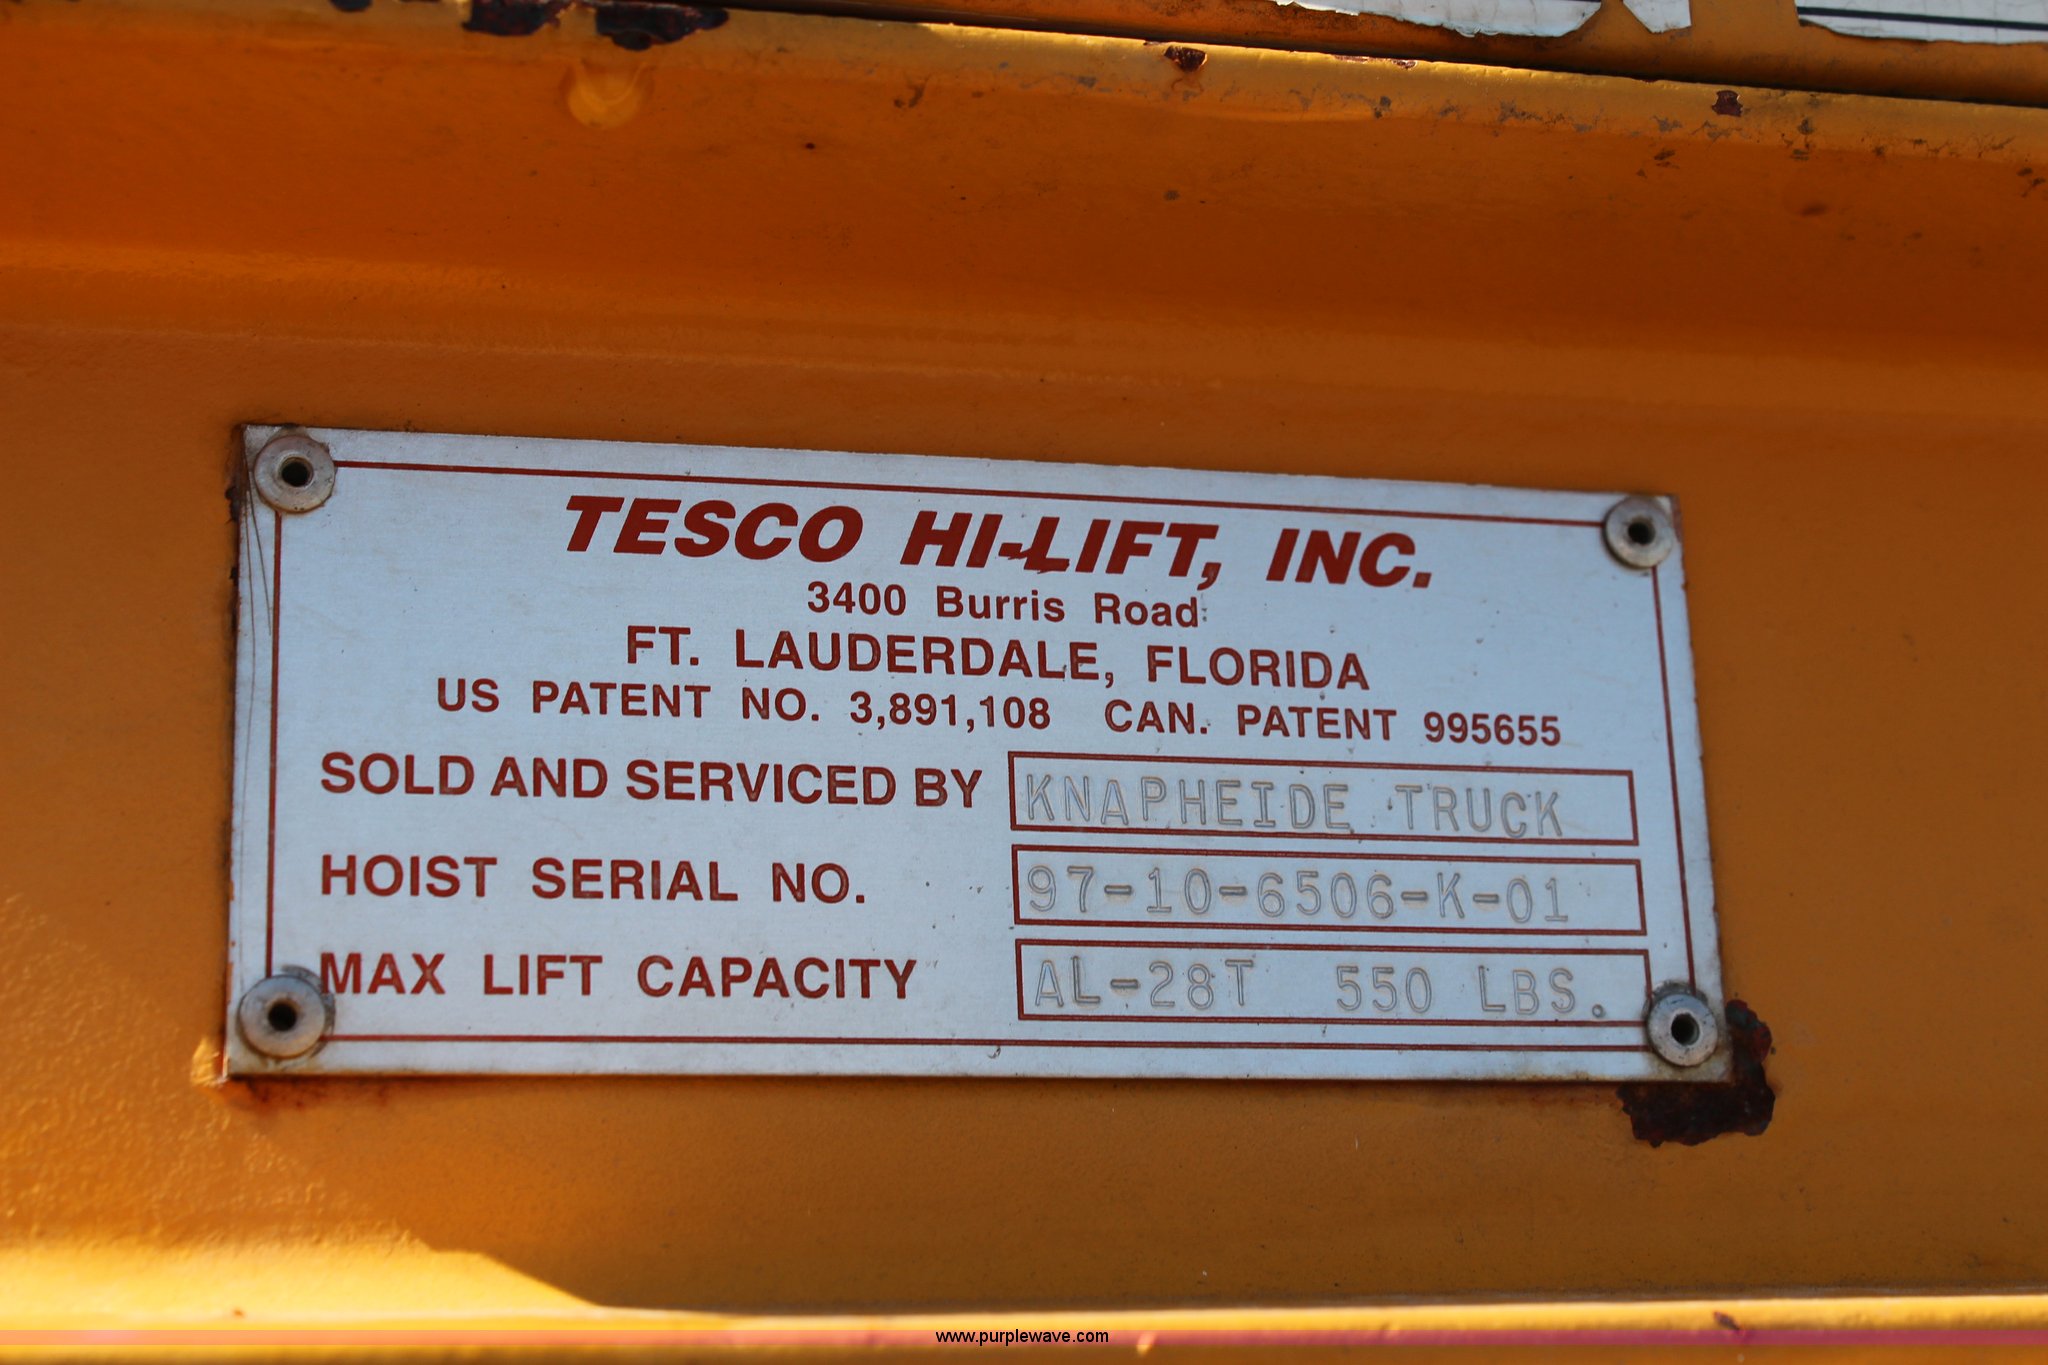 TESCO HI-LIFT, INC.
3400 Burris Road
FT. LAUDERDALE, FLORIDA
US PATENT NO. 3,891,108 CAN. PATENT 995655
SOLD AND SERVICED BY KNAPHEIDE TRUCK
HOIST SERIAL NO. 97-10-6506-K-01
MAX LIFT CAPACITY AL-28T 550 LBS.
www.purplewave.com